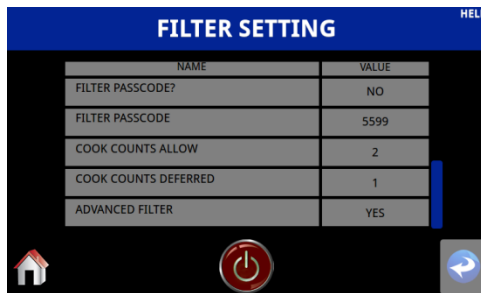 FILTER SETTING
HELP
NAME VALUE
FILTER PASSCODE? NO
FILTER PASSCODE 5599
COOK COUNTS ALLOW 2
COOK COUNTS DEFERRED 1
ADVANCED FILTER YES